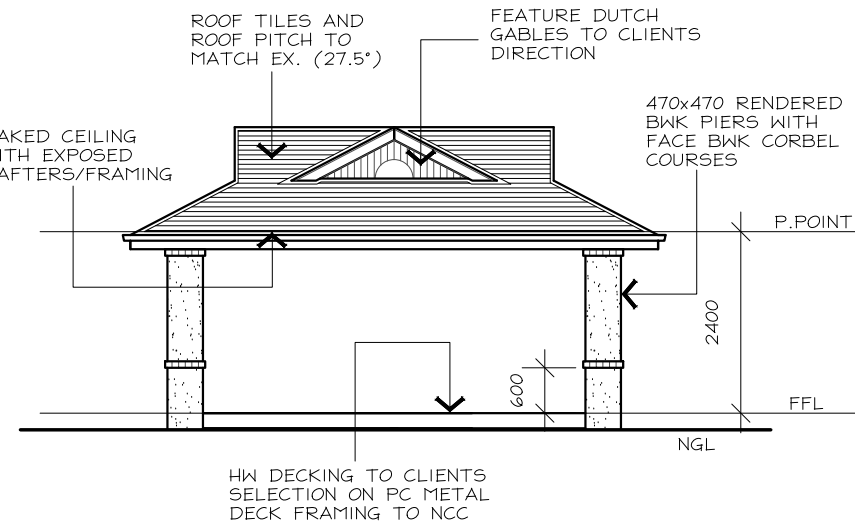 ROOF TILES AND
ROOF PITCH TO
MATCH EX. (27.5°)
FEATURE DUTCH
GABLES TO CLIENTS
DIRECTION
470x470 RENDERED
BWK PIERS WITH
FACE BWK CORBEL
COURSES
AKED CEILING
ITH EXPOSED
AFTERS/FRAMING
P.POINT
2400
600
FFL
NGL
HW DECKING TO CLIENTS
SELECTION ON PC METAL
DECK FRAMING TO NCC